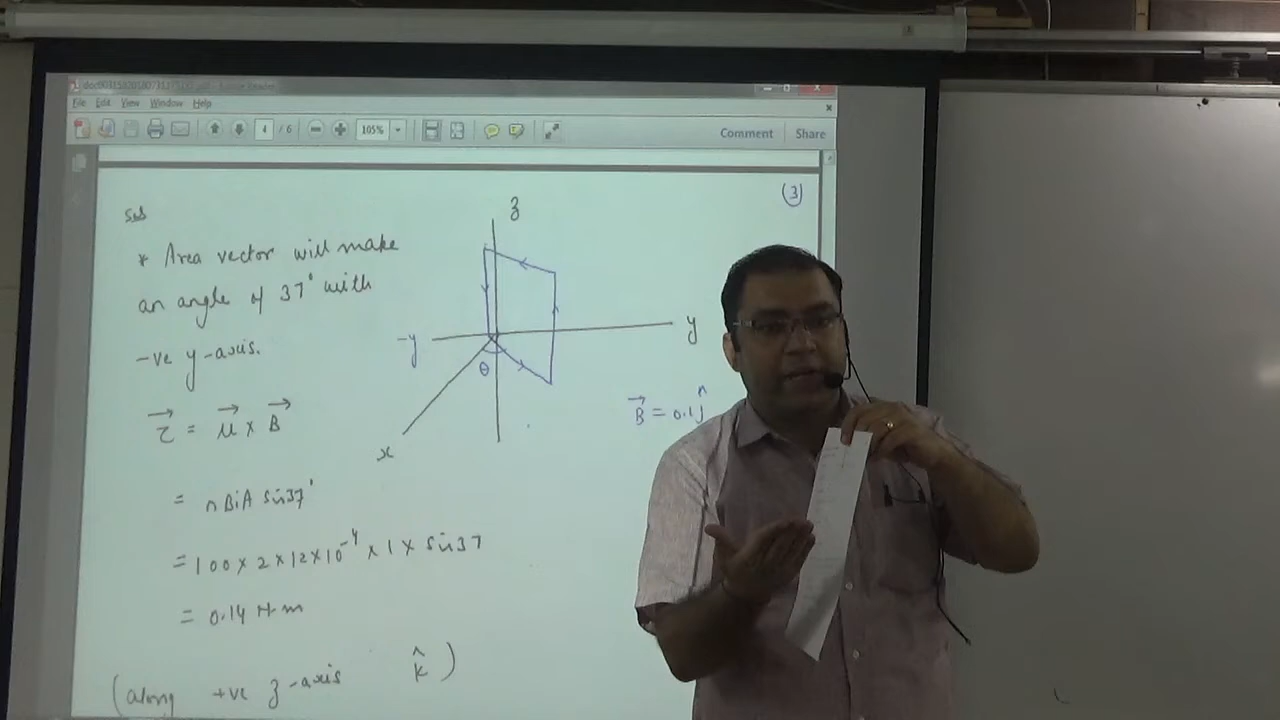 File Edit View Window Help
4 / 6 105% Comment Share
(3)
Sol
* Area vector will make
an angle of 37° with
-ve y-axis.
z
-y
y
θ
x
τ⃗ = μ⃗ × B⃗
B⃗ = 0.1 ĵ
= nBiA sin37°
= 100 × 2 × 12 × 10⁻⁴ × 1 × sin37
= 0.14 N-m
(along +ve z-axis k̂)